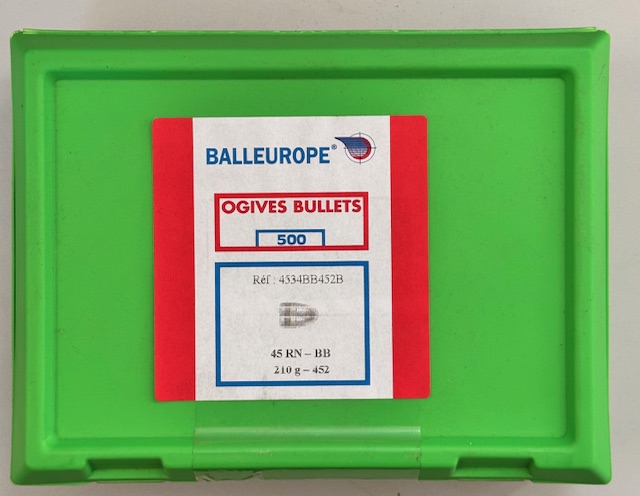 BALLEUROPE®
OGIVES BULLETS
500
Réf : 4534BB452B
45 RN – BB
210 g – 452